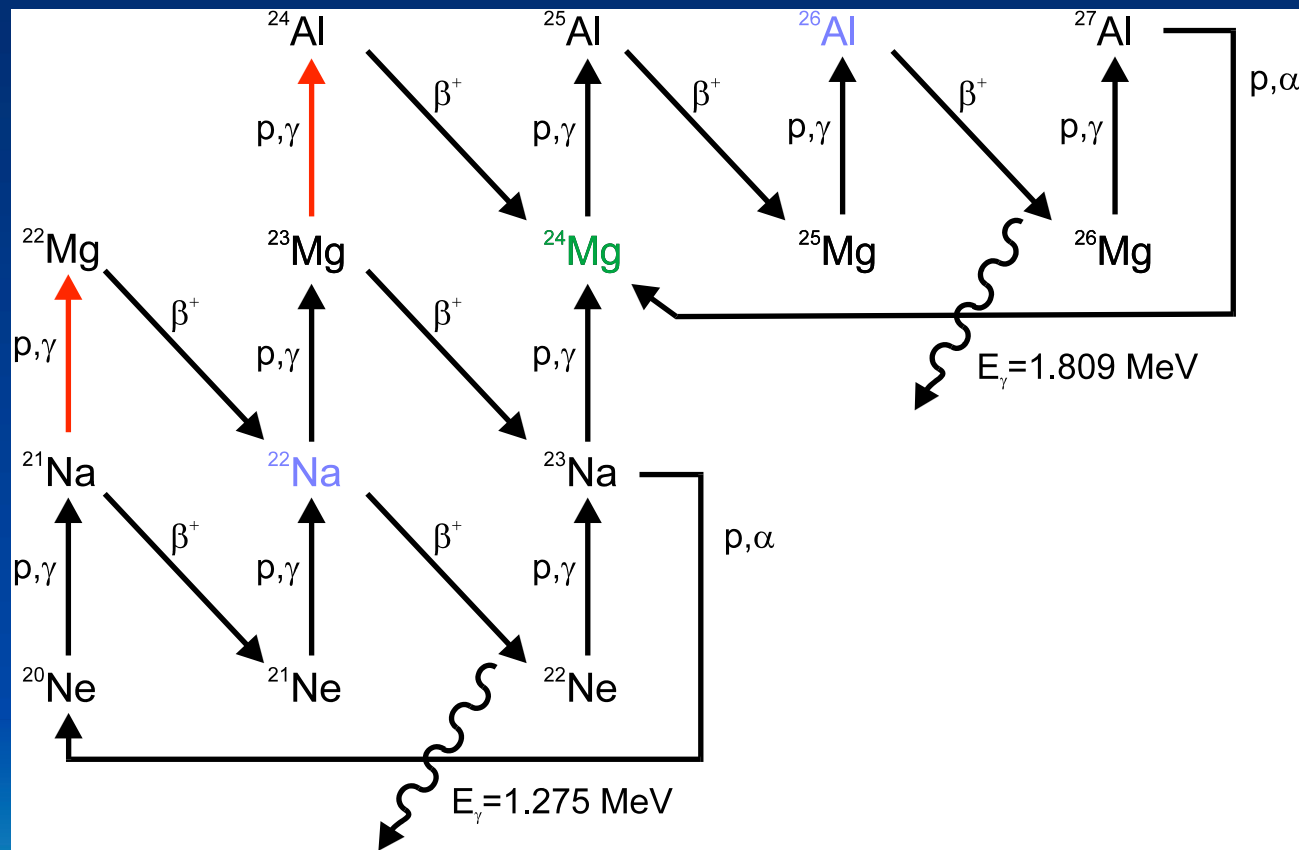 ²⁴Al ²⁵Al ²⁶Al ²⁷Al
β⁺ β⁺ β⁺ p,α
p,γ p,γ p,γ p,γ
²²Mg ²³Mg ²⁴Mg ²⁵Mg ²⁶Mg
β⁺ β⁺
p,γ p,γ p,γ
Eᵧ=1.809 MeV
²¹Na ²²Na ²³Na
β⁺ β⁺ p,α
p,γ p,γ p,γ
²⁰Ne ²¹Ne ²²Ne
Eᵧ=1.275 MeV